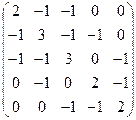 2 −1 −1 0 0
−1 3 −1 −1 0
−1 −1 3 0 −1
0 −1 0 2 −1
0 0 −1 −1 2